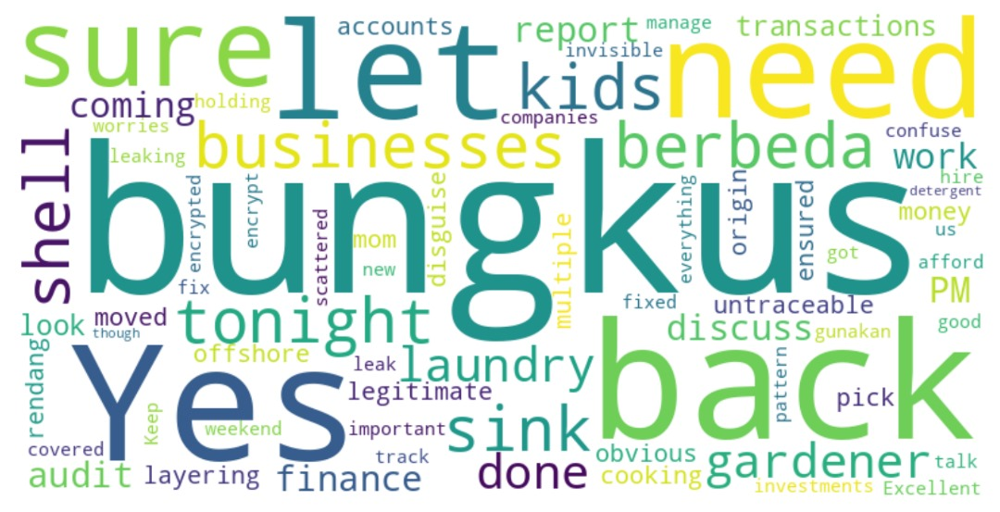 accounts
report
manage
transactions
sure
let
invisible
need
kids
coming
holding
companies
worries
businesses
berbeda
confuse
work
leaking
shell
bungkus
encrypted
encrypt
disguise
everything
origin
ensured
hire
detergent
money
us
scattered
mom
new
multiple
got
afford
fix
fixed
untraceable
PM
look
moved
though
tonight
discuss
gunakan
good
rendang
offshore
Yes
leak
laundry
back
legitimate
pattern
pick
Keep
weekend
important
sink
covered
track
obvious
gardener
talk
audit
layering
finance
done
cooking
investments
Excellent